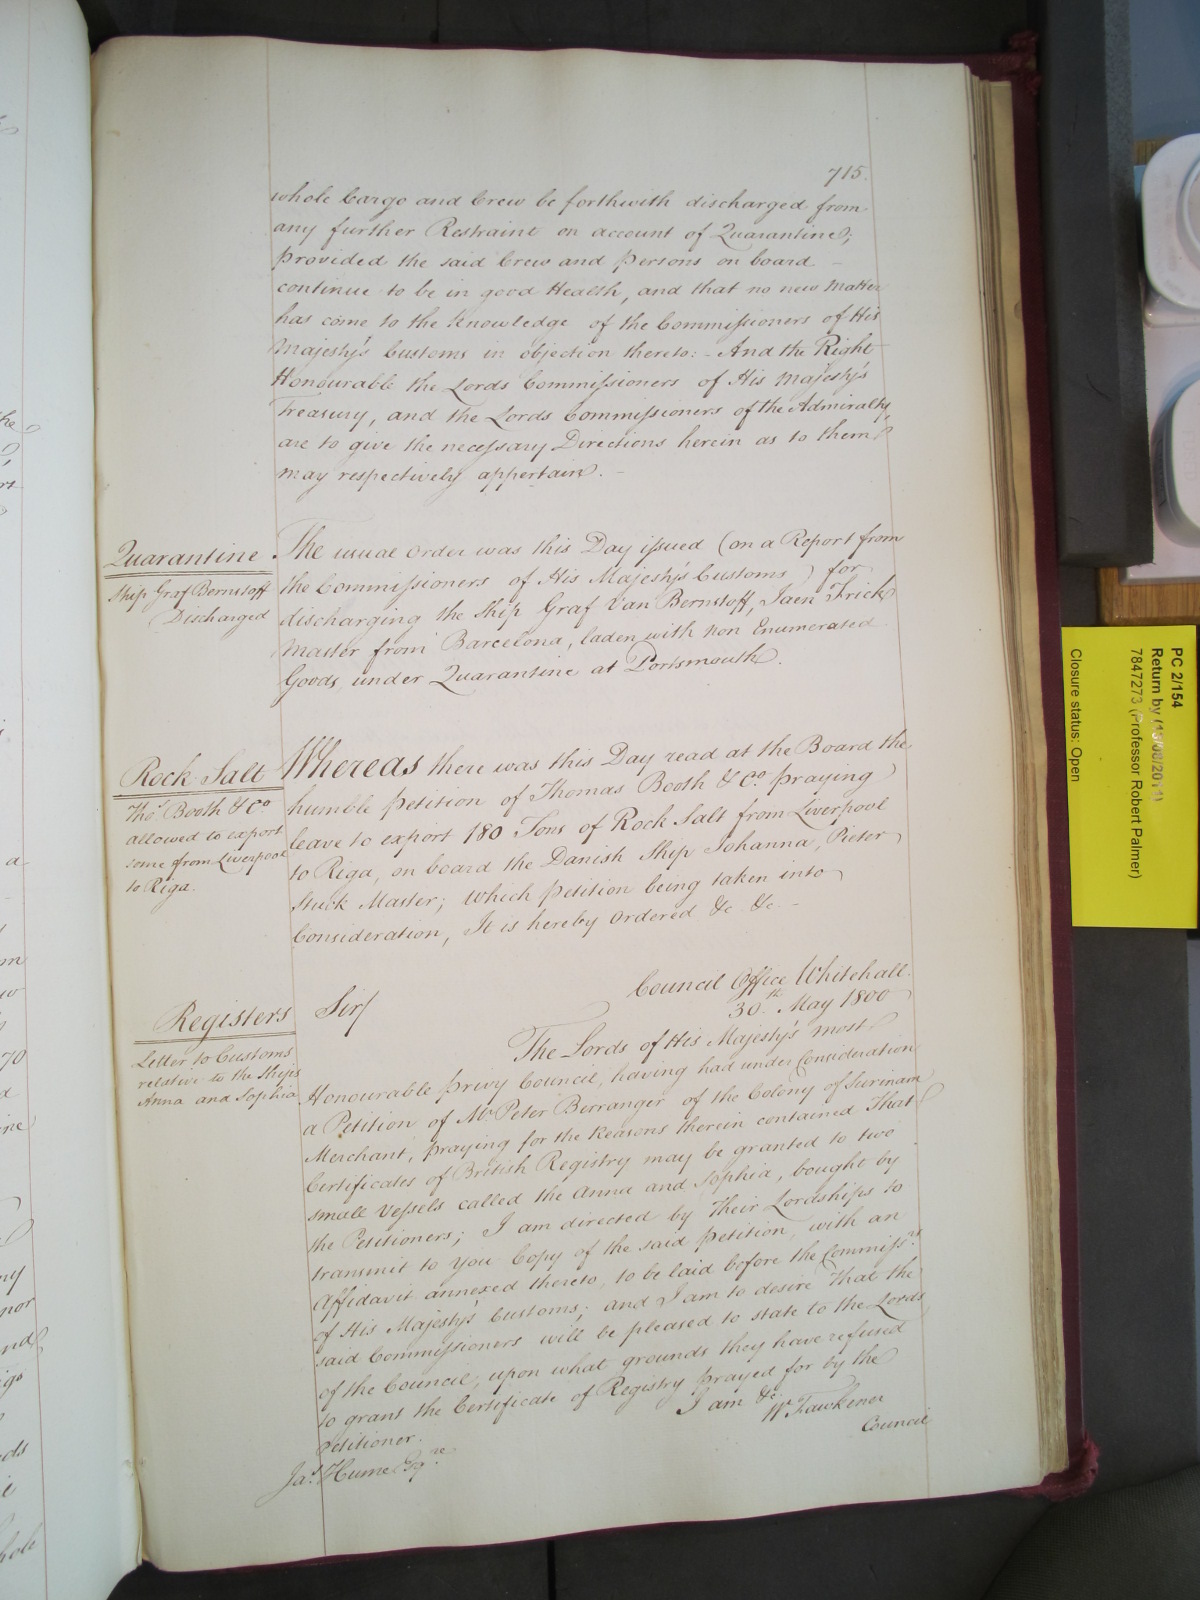 715.
whole Cargo and Crew be forthwith discharged from
any further Restraint on account of Quarantine;
provided the said Crew and persons on board -
continue to be in good Health, and that no new Matter
has come to the knowledge of the Commissioners of His
Majesty's Customs in objection thereto: - And the Right
Honourable the Lords Commissioners of His Majesty's
Treasury, and the Lords Commissioners of the Admiralty,
are to give the necessary Directions herein as to them
may respectively appertain. -
Quarantine
Ship Graf Bernstoff
Discharged
The usual Order was this Day issued (on a Report from
the Commissioners of His Majesty's Customs) for
discharging the Ship Graf Van Bernstoff, Jaen Frick
Master from Barcelona, laden with non Enumerated
Goods, under Quarantine at Portsmouth.
Rock Salt
Thos. Booth & Co
allowed to export
some from Liverpool
to Riga.
Whereas there was this Day read at the Board the
humble petition of Thomas Booth & Co. praying
leave to export 180 Tons of Rock Salt from Liverpool
to Riga, on board the Danish Ship Johanna, Pieter
Stuck Master; which petition being taken into
Consideration, It is hereby Ordered &c &c -
Registers
Letter to Customs
relative to the Ships
Anna and Sophia
Council Office Whitehall.
30th. May 1800
Sir/
The Lords of His Majesty's most
Honourable privy Council, having had under Consideration
a Petition of Mr. Peter Berranger of the Colony of Surinam
Merchant, praying for the Reasons therein contained That
Certificates of British Registry may be granted to two
small Vessels called the Anna and Sophia, bought by
the Petitioners; I am directed by Their Lordships to
transmit to you Copy of the said petition, with an
Affidavit annexed thereto, to be laid before the Commissrs.
of His Majesty's Customs; and I am to desire That the
said Commissioners will be pleased to state to the Lords
of the Council, upon what grounds they have refused
to grant the Certificate of Registry prayed for by the
Petitioner.
I am &c
W. Fawkener
Jas. Hume Esqre.
Council
PC 2/154
Return by (15/08/2011)
7847273 (Professor Robert Palmer)
Closure status: Open